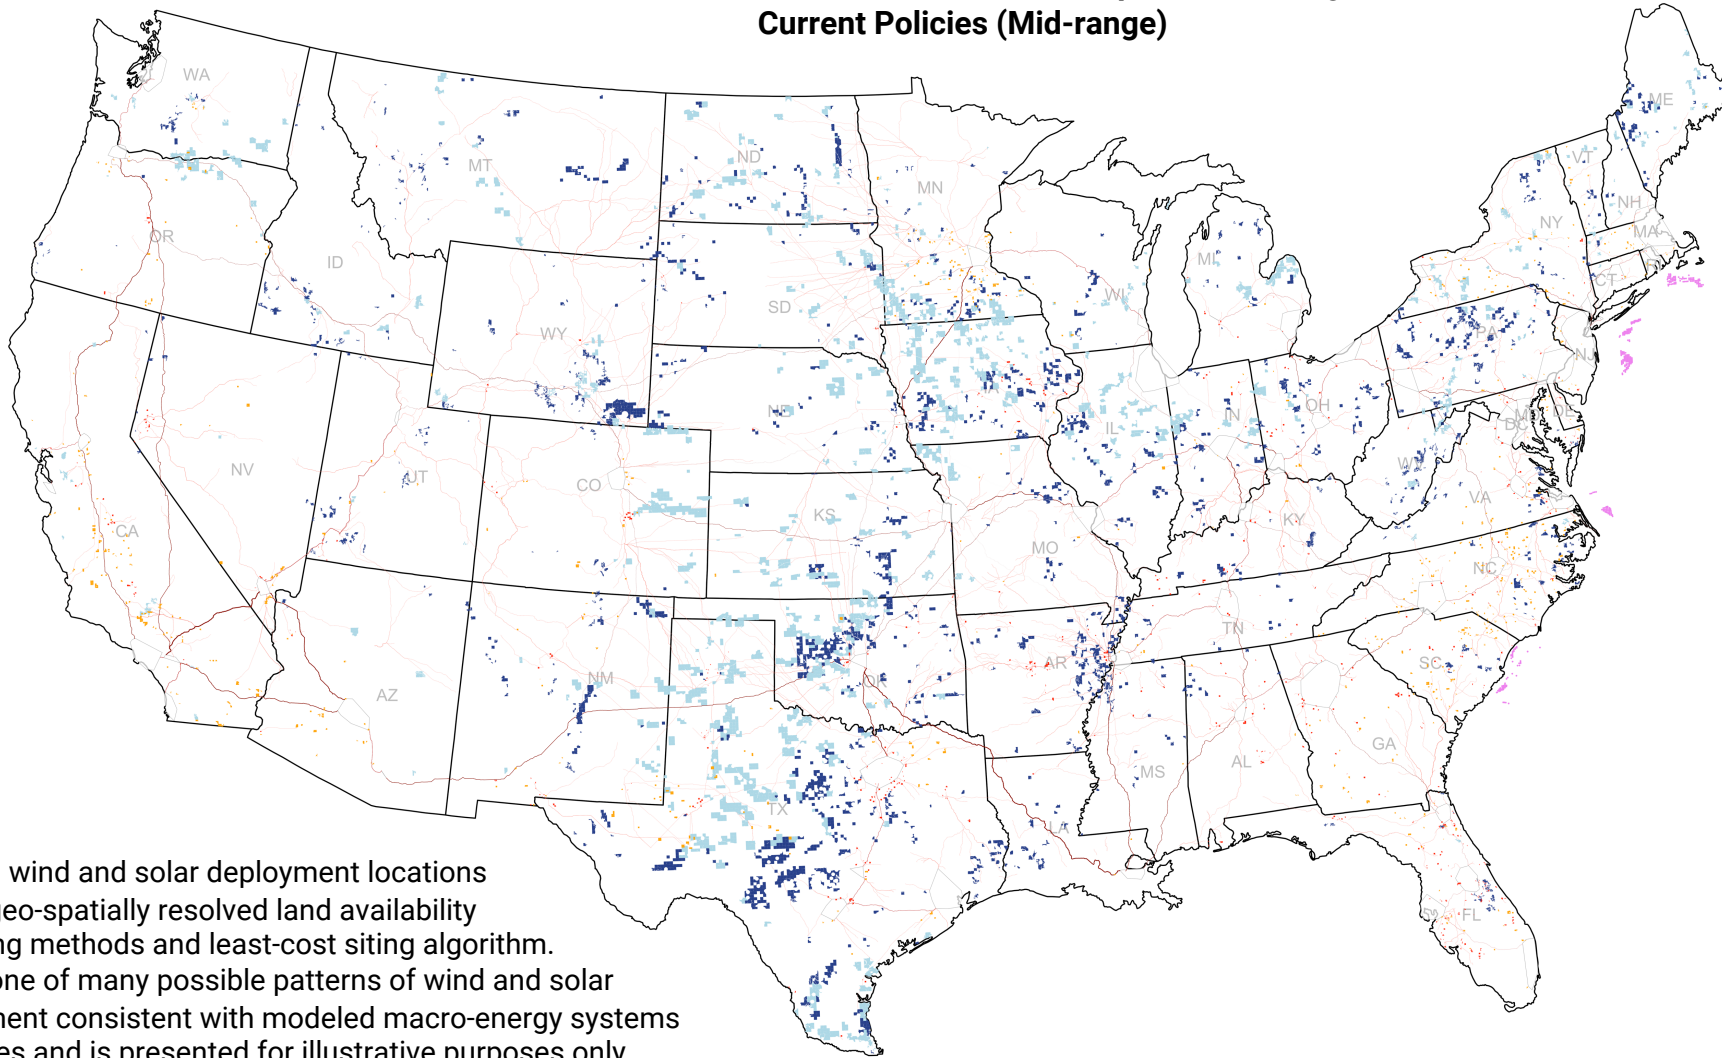 Current Policies (Mid-range)
WA
ME
MT
ND
VT
MN
NH
NY
OR
MA
MI
ID
CT
WI
SD
WY
PA
NJ
OH
NE
IN
IL
DE
MD
DC
NV
UT
WV
CO
VA
KS
CA
KY
MO
NC
TN
AR
SC
NM
OK
AZ
GA
AL
MS
TX
LA
FL
wind and solar deployment locations
geo-spatially resolved land availability
ng methods and least-cost siting algorithm.
one of many possible patterns of wind and solar
ment consistent with modeled macro-energy systems
es and is presented for illustrative purposes only